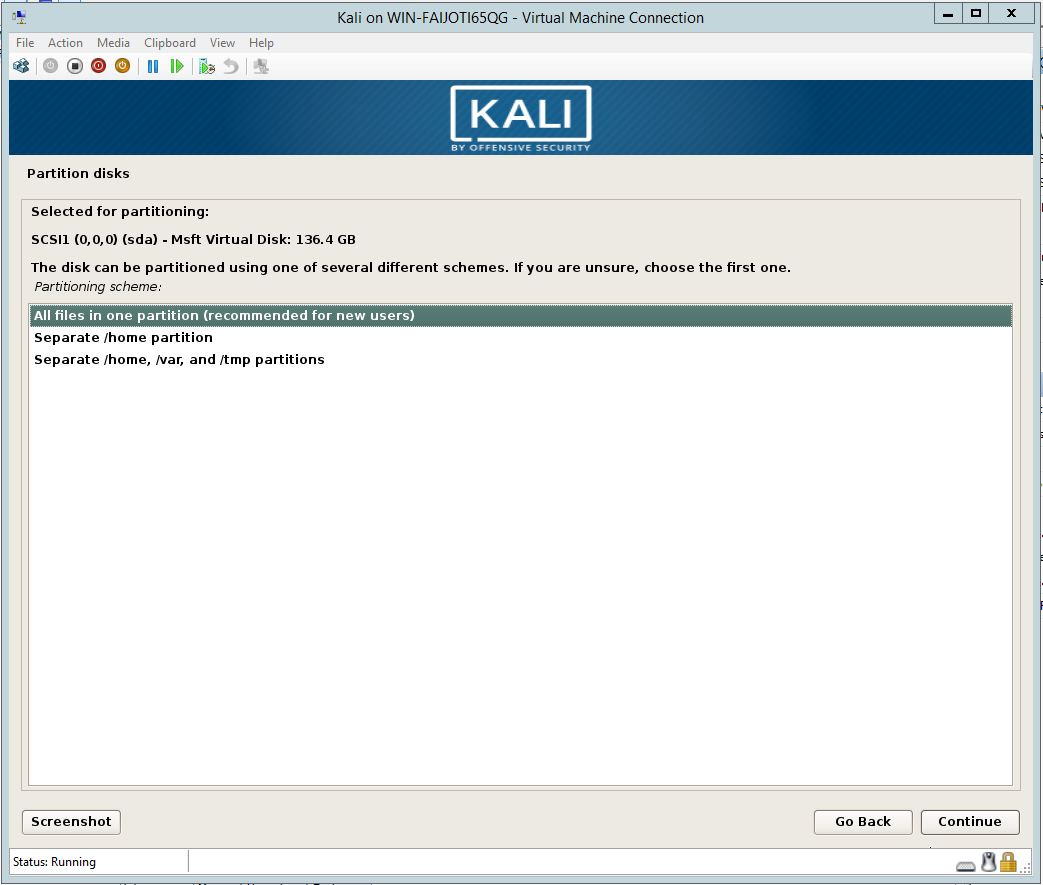 Kali on WIN-FAIJOTI65QG - Virtual Machine Connection
File Action Media Clipboard View Help
KALI
BY OFFENSIVE SECURITY
Partition disks
Selected for partitioning:
SCSI1 (0,0,0) (sda) - Msft Virtual Disk: 136.4 GB
The disk can be partitioned using one of several different schemes. If you are unsure, choose the first one.
Partitioning scheme:
All files in one partition (recommended for new users)
Separate /home partition
Separate /home, /var, and /tmp partitions
Screenshot Go Back Continue
Status: Running